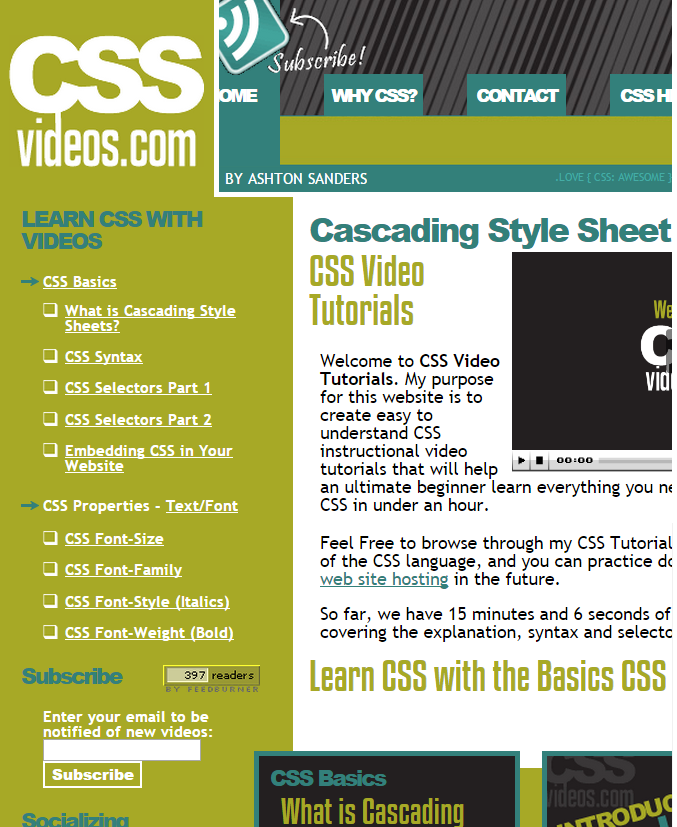 CSS
videos.com
Subscribe!
OME
WHY CSS?
CONTACT
CSS H
BY ASHTON SANDERS
.LOVE { CSS: AWESOME }
LEARN CSS WITH
VIDEOS
CSS Basics
What is Cascading Style
Sheets?
CSS Syntax
CSS Selectors Part 1
CSS Selectors Part 2
Embedding CSS in Your
Website
CSS Properties - Text/Font
CSS Font-Size
CSS Font-Family
CSS Font-Style (Italics)
CSS Font-Weight (Bold)
Subscribe
397 readers
BY FEEDBURNER
Enter your email to be
notified of new videos:
Subscribe
Socializing
Cascading Style Sheet
CSS Video
Tutorials
We
C
vid
00:00
Welcome to CSS Video
Tutorials. My purpose
for this website is to
create easy to
understand CSS
instructional video
tutorials that will help
an ultimate beginner learn everything you ne
CSS in under an hour.
Feel Free to browse through my CSS Tutorial
of the CSS language, and you can practice do
web site hosting in the future.
So far, we have 15 minutes and 6 seconds of
covering the explanation, syntax and selecto
Learn CSS with the Basics CSS
CSS Basics
What is Cascading
CSS
videos.com
INTRODUC